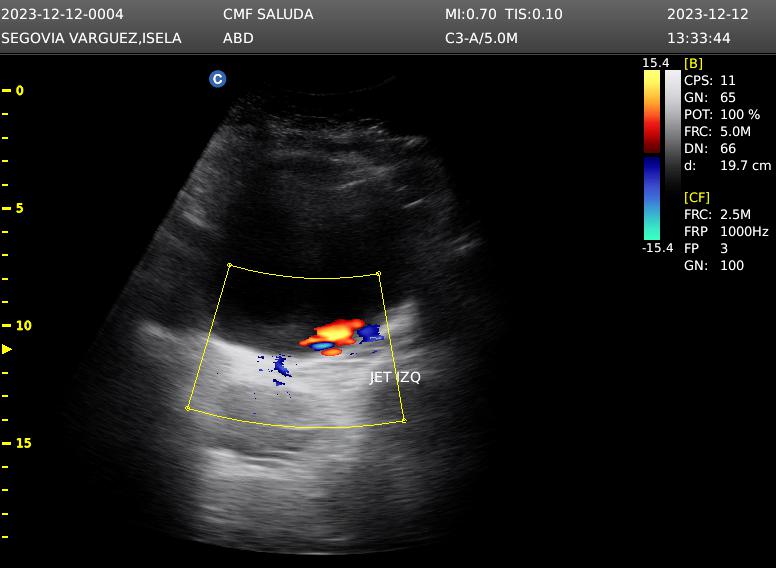 2023-12-12-0004 CMF SALUDA MI:0.70 TIS:0.10 2023-12-12
SEGOVIA VARGUEZ,ISELA ABD C3-A/5.0M 13:33:44
C
15.4 [B]
CPS: 11
GN: 65
POT: 100 %
FRC: 5.0M
DN: 66
d: 19.7 cm
[CF]
FRC: 2.5M
FRP 1000Hz
-15.4 FP 3
GN: 100
0
5
10
15
JET IZQ